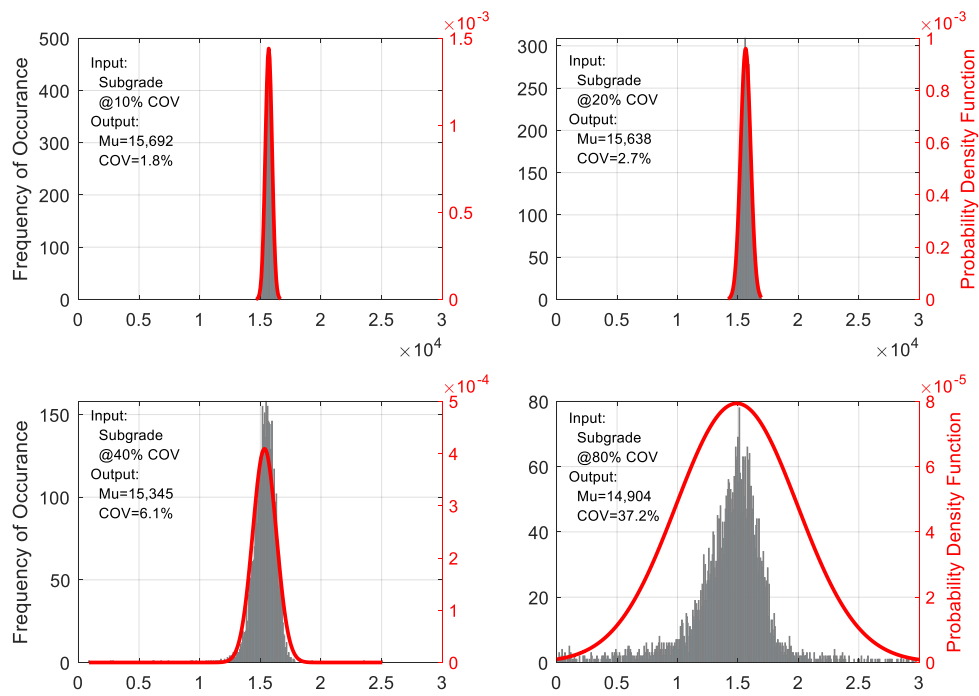 ×10-3
500
400
300
200
100
0
Frequency of Occurance
Input:
Subgrade
@10% COV
Output:
Mu=15,692
COV=1.8%
1.5
1
0.5
0
0 0.5 1 1.5 2 2.5 3
×104
×10-3
300
250
200
150
100
50
0
Input:
Subgrade
@20% COV
Output:
Mu=15,638
COV=2.7%
1
0.8
0.6
0.4
0.2
0
Probability Density Function
0 0.5 1 1.5 2 2.5 3
×104
×10-4
150
100
50
0
Frequency of Occurance
Input:
Subgrade
@40% COV
Output:
Mu=15,345
COV=6.1%
5
4
3
2
1
0
0 0.5 1 1.5 2 2.5 3
×10-5
80
60
40
20
0
Input:
Subgrade
@80% COV
Output:
Mu=14,904
COV=37.2%
8
6
4
2
0
Probability Density Function
0 0.5 1 1.5 2 2.5 3